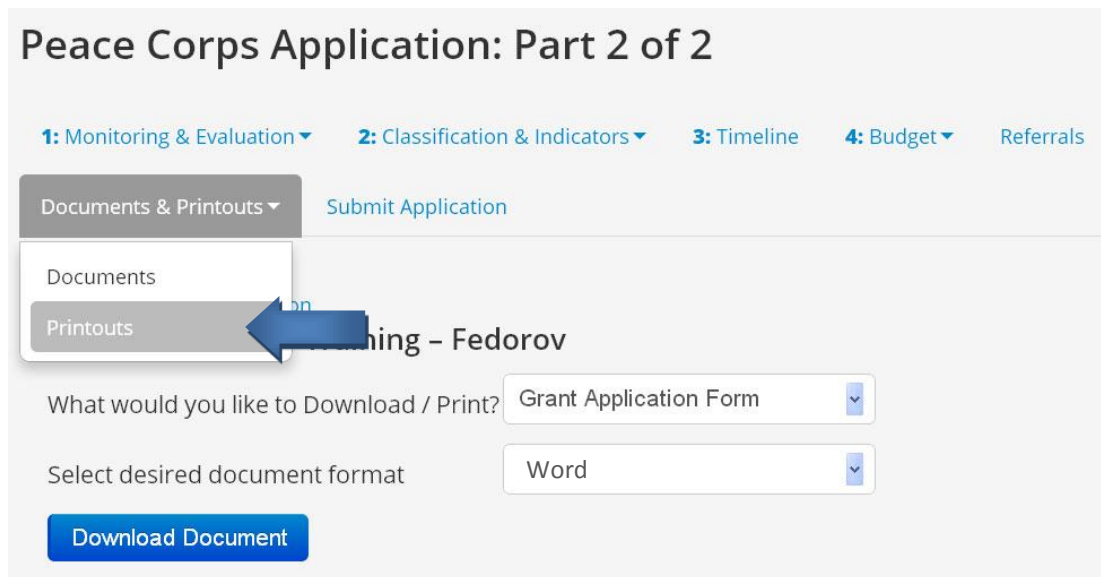 Peace Corps Application: Part 2 of 2
1: Monitoring & Evaluation 2: Classification & Indicators 3: Timeline 4: Budget Referrals
Documents & Printouts Submit Application
Documents
Printouts
– Fedorov
What would you like to Download / Print? Grant Application Form
Select desired document format Word
Download Document